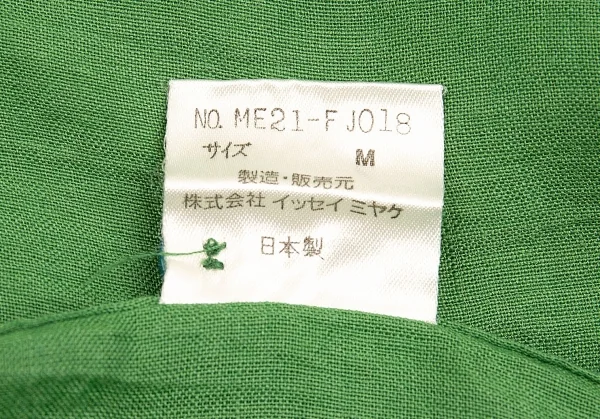 NO. ME21-FJ018
サイズ M
製造・販売元
株式会社 イッセイ ミヤケ
日本製